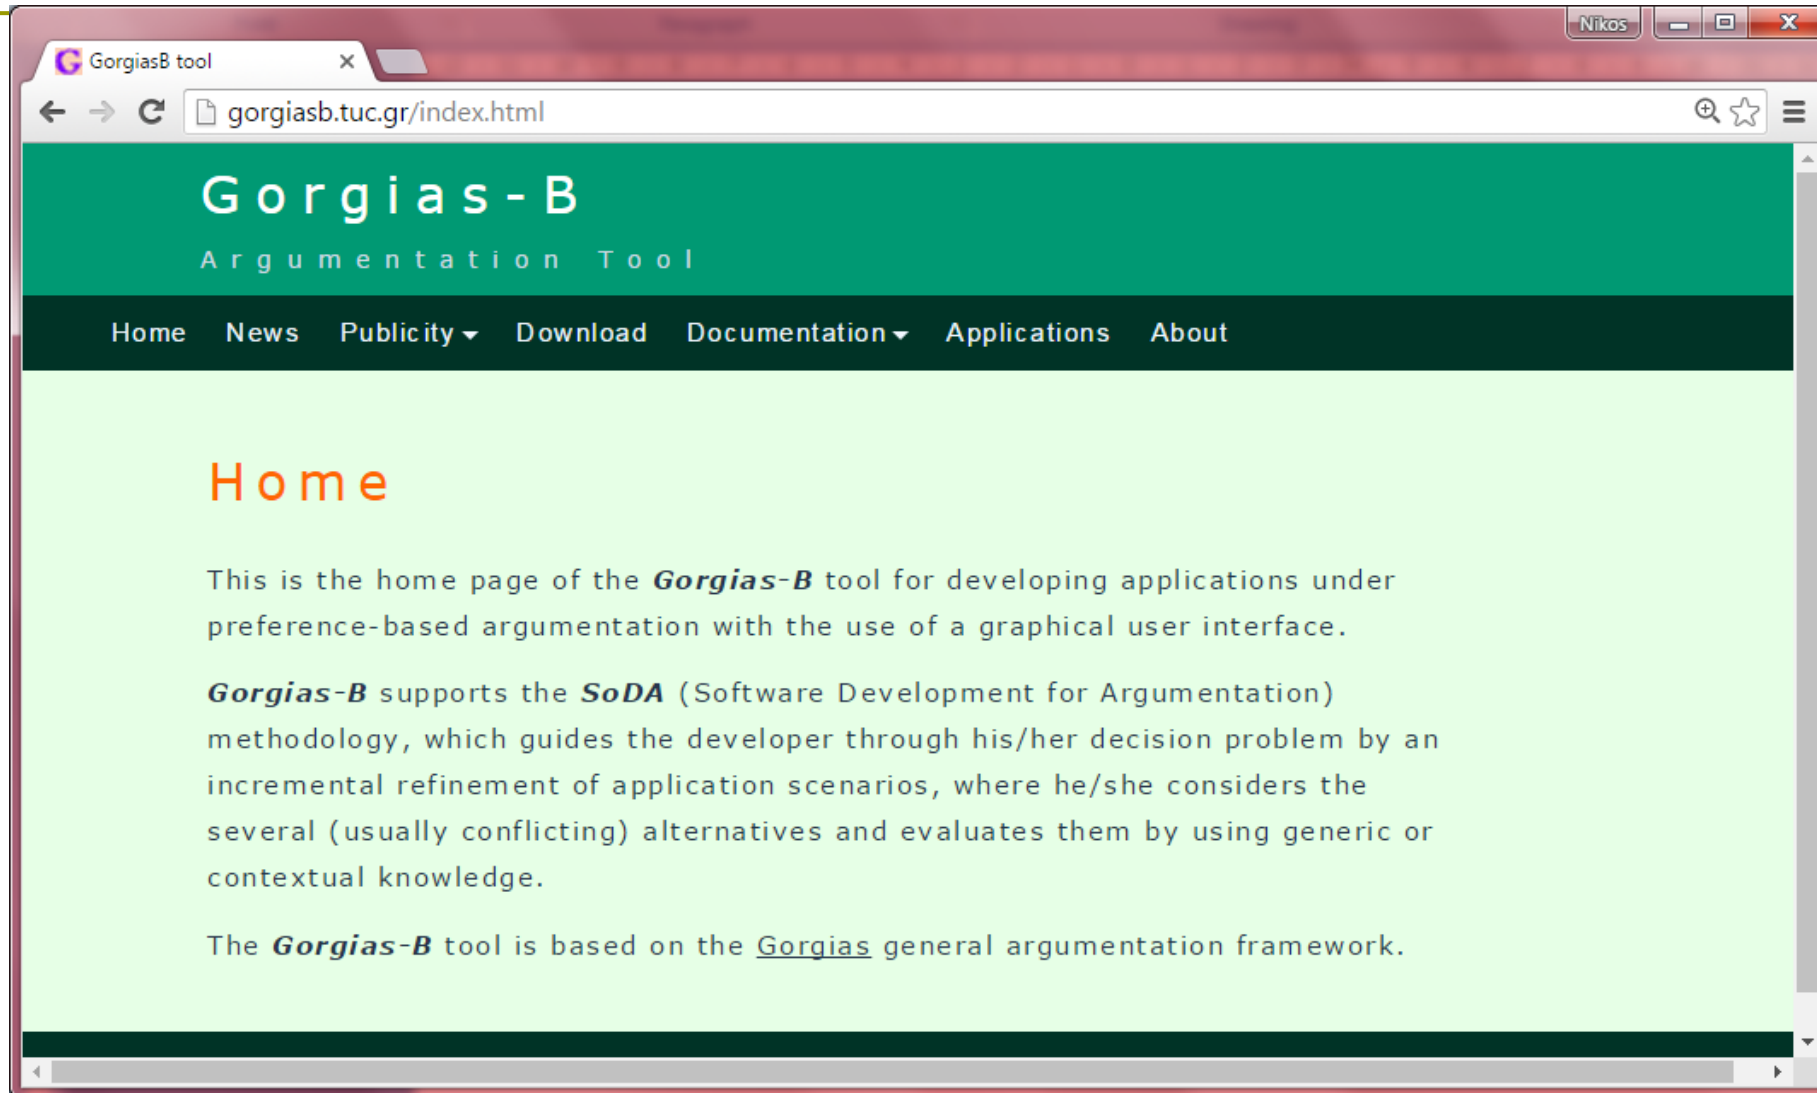 Nikos
GorgiasB tool
gorgiasb.tuc.gr/index.html
Gorgias-B
Argumentation Tool
Home News Publicity Download Documentation Applications About
Home
This is the home page of the Gorgias-B tool for developing applications under
preference-based argumentation with the use of a graphical user interface.
Gorgias-B supports the SoDA (Software Development for Argumentation)
methodology, which guides the developer through his/her decision problem by an
incremental refinement of application scenarios, where he/she considers the
several (usually conflicting) alternatives and evaluates them by using generic or
contextual knowledge.
The Gorgias-B tool is based on the Gorgias general argumentation framework.